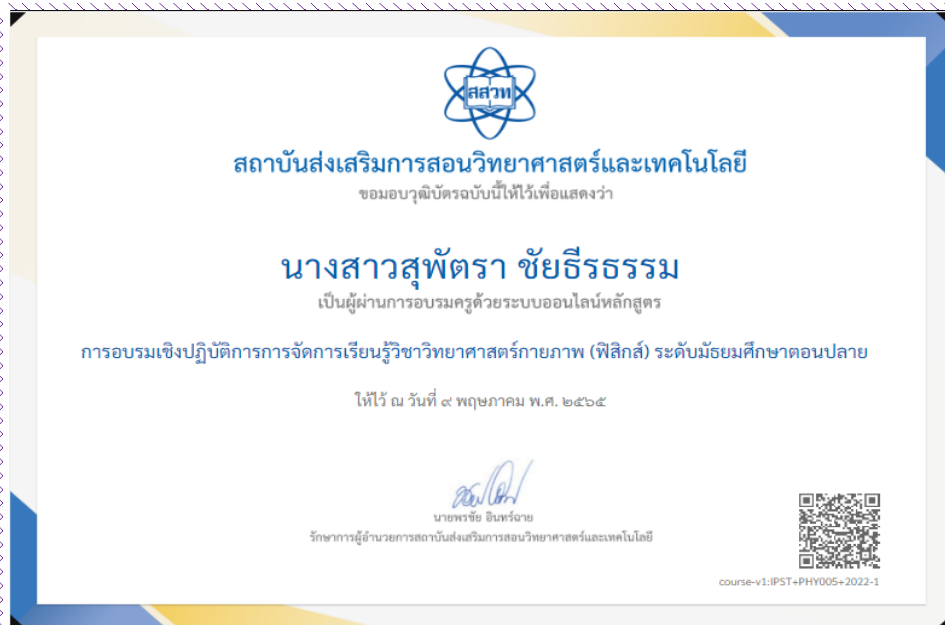 สสวท
สถาบันส่งเสริมการสอนวิทยาศาสตร์และเทคโนโลยี
ขอมอบวุฒิบัตรฉบับนี้ให้ไว้เพื่อแสดงว่า
นางสาวสุพัตรา ชัยธีรธรรม
เป็นผู้ผ่านการอบรมครูด้วยระบบออนไลน์หลักสูตร
การอบรมเชิงปฏิบัติการการจัดการเรียนรู้วิชาวิทยาศาสตร์กายภาพ (ฟิสิกส์) ระดับมัธยมศึกษาตอนปลาย
ให้ไว้ ณ วันที่ ๙ พฤษภาคม พ.ศ. ๒๕๖๕
นายพรชัย อินทร์ฉาย
รักษาการผู้อำนวยการสถาบันส่งเสริมการสอนวิทยาศาสตร์และเทคโนโลยี
course-v1:IPST+PHY005+2022-1